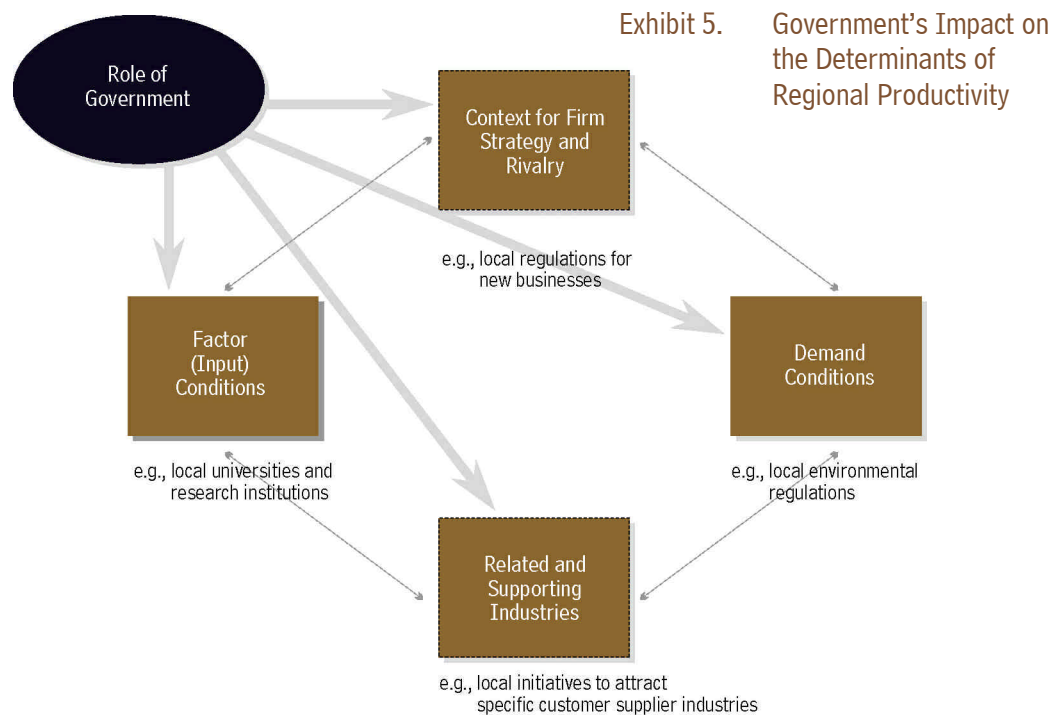 Exhibit 5.
Government's Impact on
the Determinants of
Regional Productivity
Role of
Government
Context for Firm
Strategy and
Rivalry
e.g., local regulations for
new businesses
Factor
(Input)
Conditions
e.g., local universities and
research institutions
Demand
Conditions
e.g., local environmental
regulations
Related and
Supporting
Industries
e.g., local initiatives to attract
specific customer supplier industries